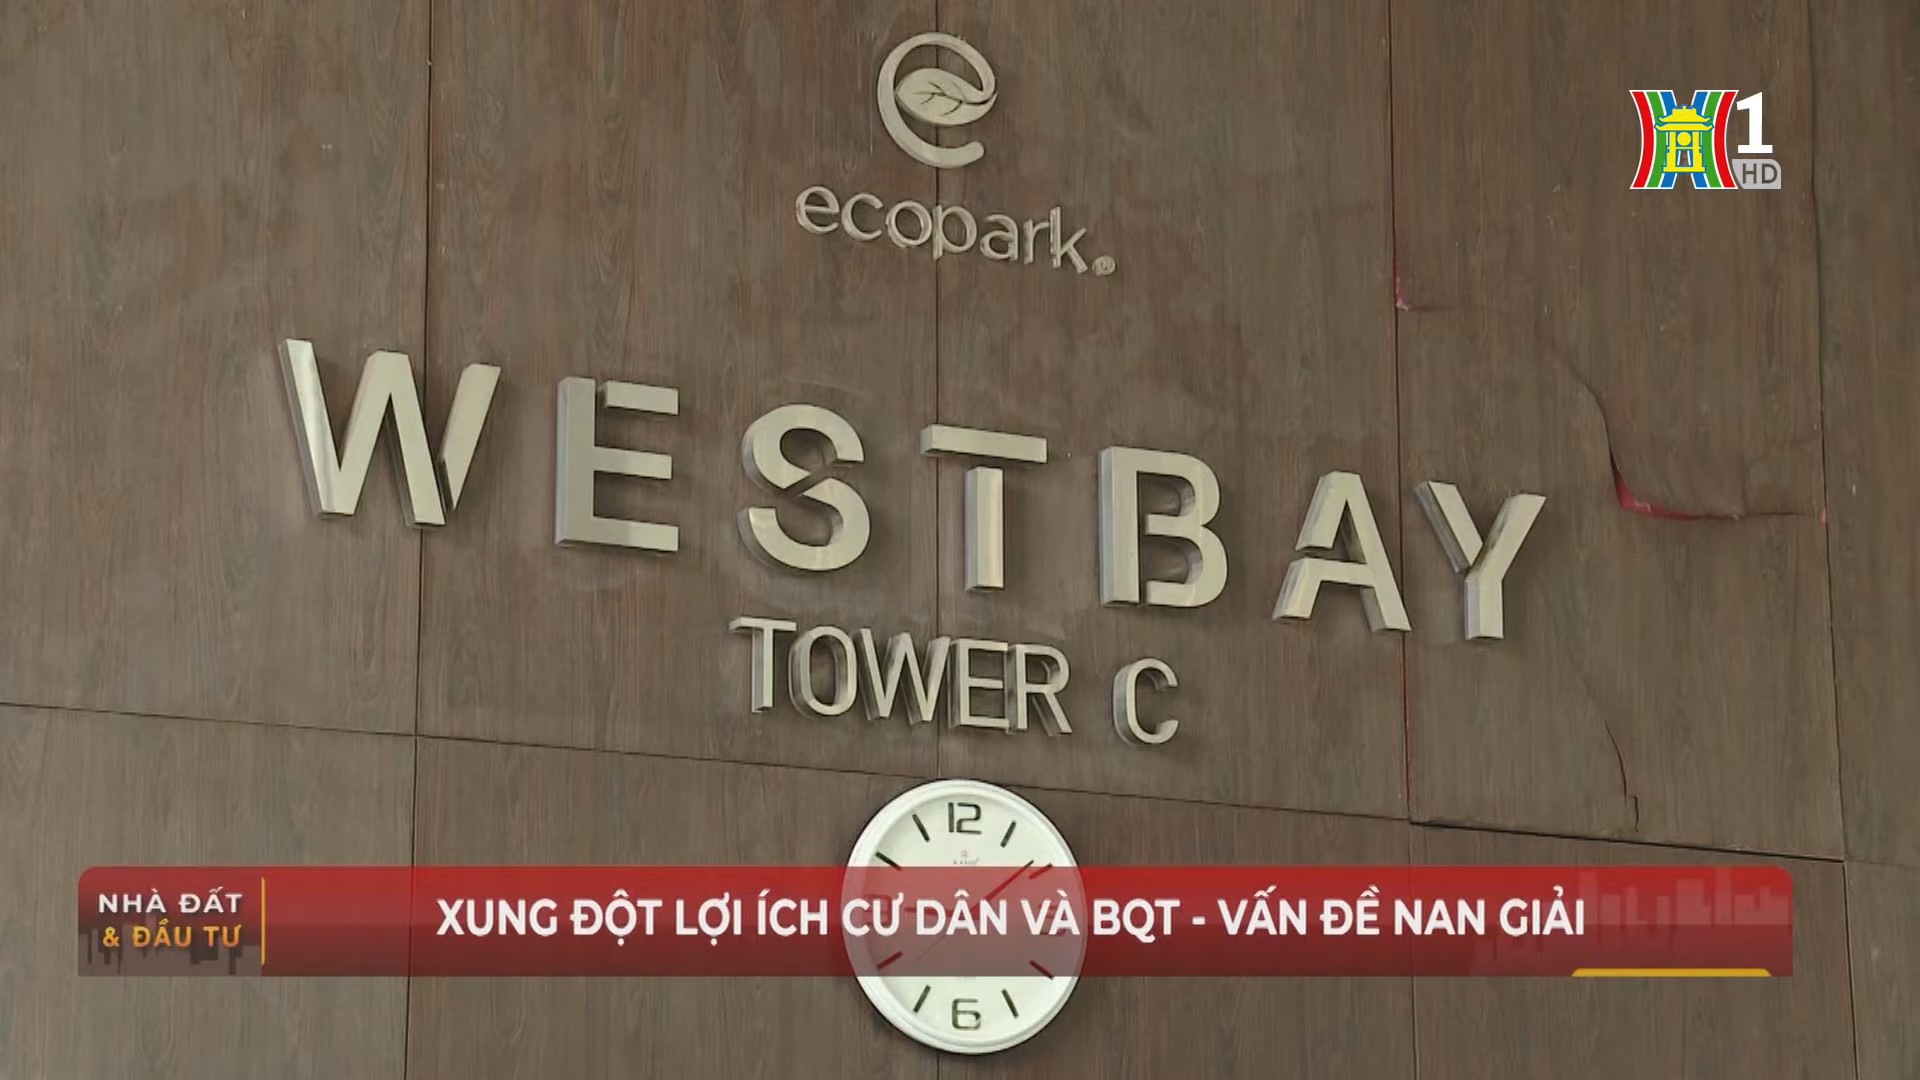 ecopark.
1
HD
WESTBAY
TOWER C
12
6
NHÀ ĐẤT
& ĐẦU TƯ
XUNG ĐỘT LỢI ÍCH CƯ DÂN VÀ BQT - VẤN ĐỀ NAN GIẢI